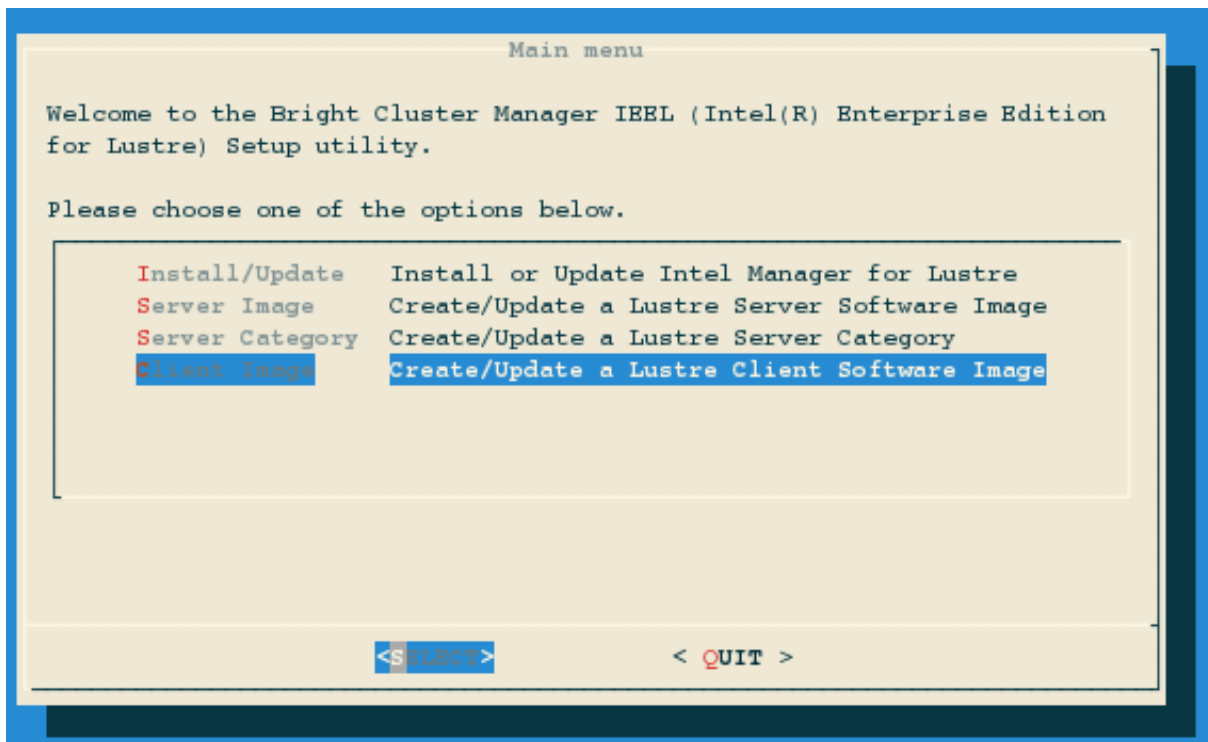 Main menu
Welcome to the Bright Cluster Manager IEEL (Intel(R) Enterprise Edition
for Lustre) Setup utility.
Please choose one of the options below.
Install/Update Install or Update Intel Manager for Lustre
Server Image Create/Update a Lustre Server Software Image
Server Category Create/Update a Lustre Server Category
Client Image Create/Update a Lustre Client Software Image
<SELECT> < QUIT >